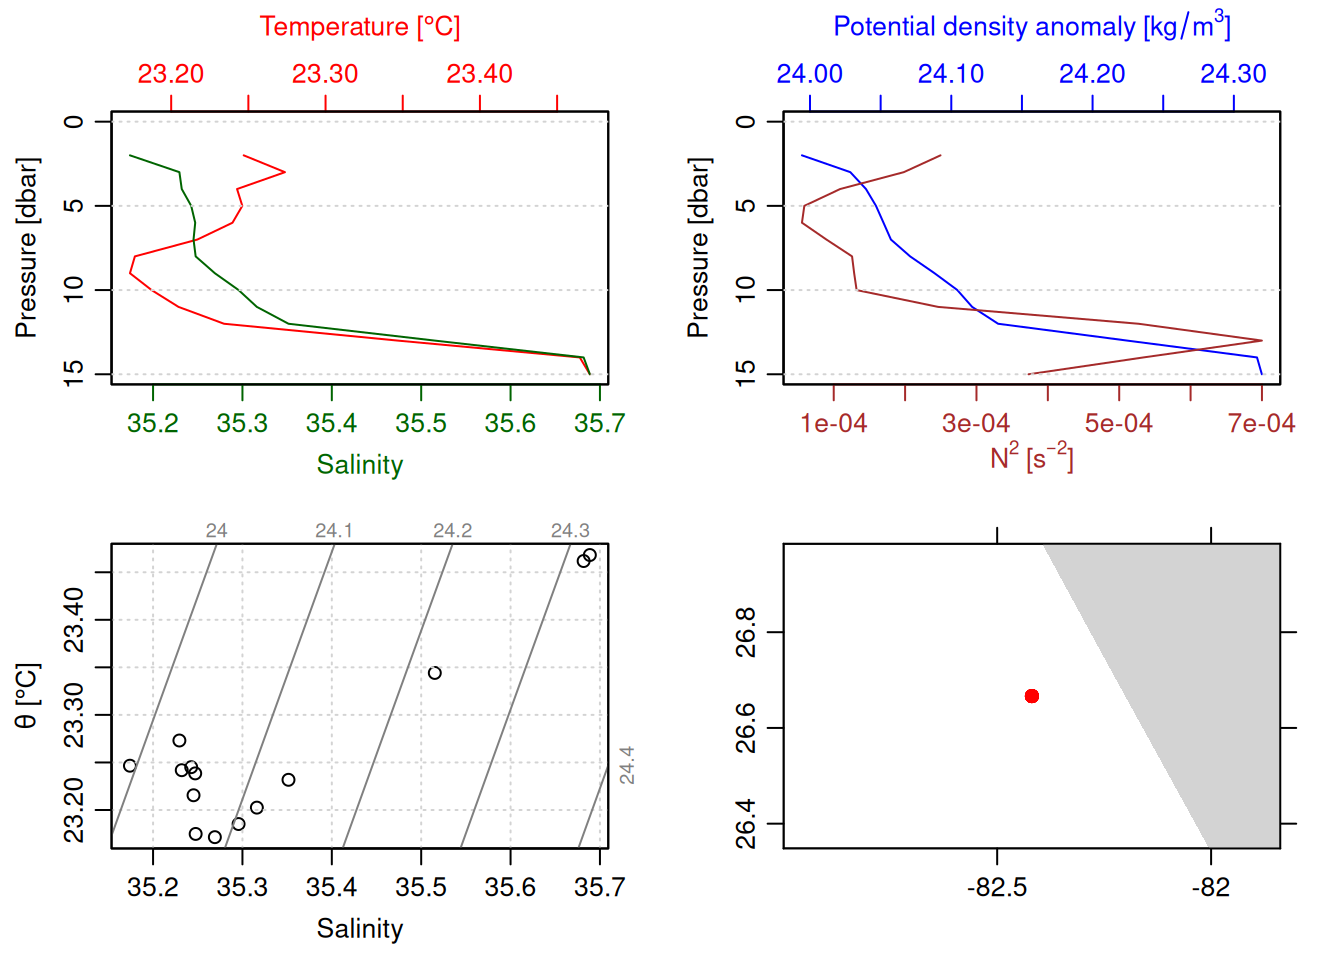 Temperature [°C]
23.20 23.30 23.40
Pressure [dbar]
0
5
10
15
35.2 35.3 35.4 35.5 35.6 35.7
Salinity
Potential density anomaly [kg/m³]
24.00 24.10 24.20 24.30
Pressure [dbar]
0
5
10
15
1e-04 3e-04 5e-04 7e-04
N² [s⁻²]
24 24.1 24.2 24.3
24.4
θ [°C]
23.40
23.30
23.20
35.2 35.3 35.4 35.5 35.6 35.7
Salinity
26.8
26.6
26.4
-82.5 -82